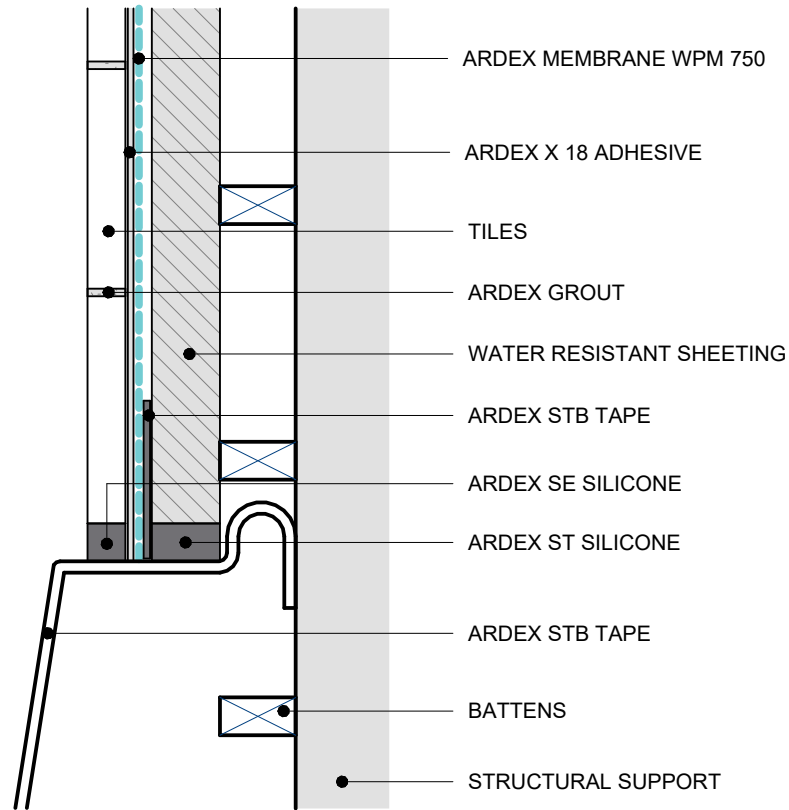 ARDEX MEMBRANE WPM 750
ARDEX X 18 ADHESIVE
TILES
ARDEX GROUT
WATER RESISTANT SHEETING
ARDEX STB TAPE
ARDEX SE SILICONE
ARDEX ST SILICONE
ARDEX STB TAPE
BATTENS
STRUCTURAL SUPPORT